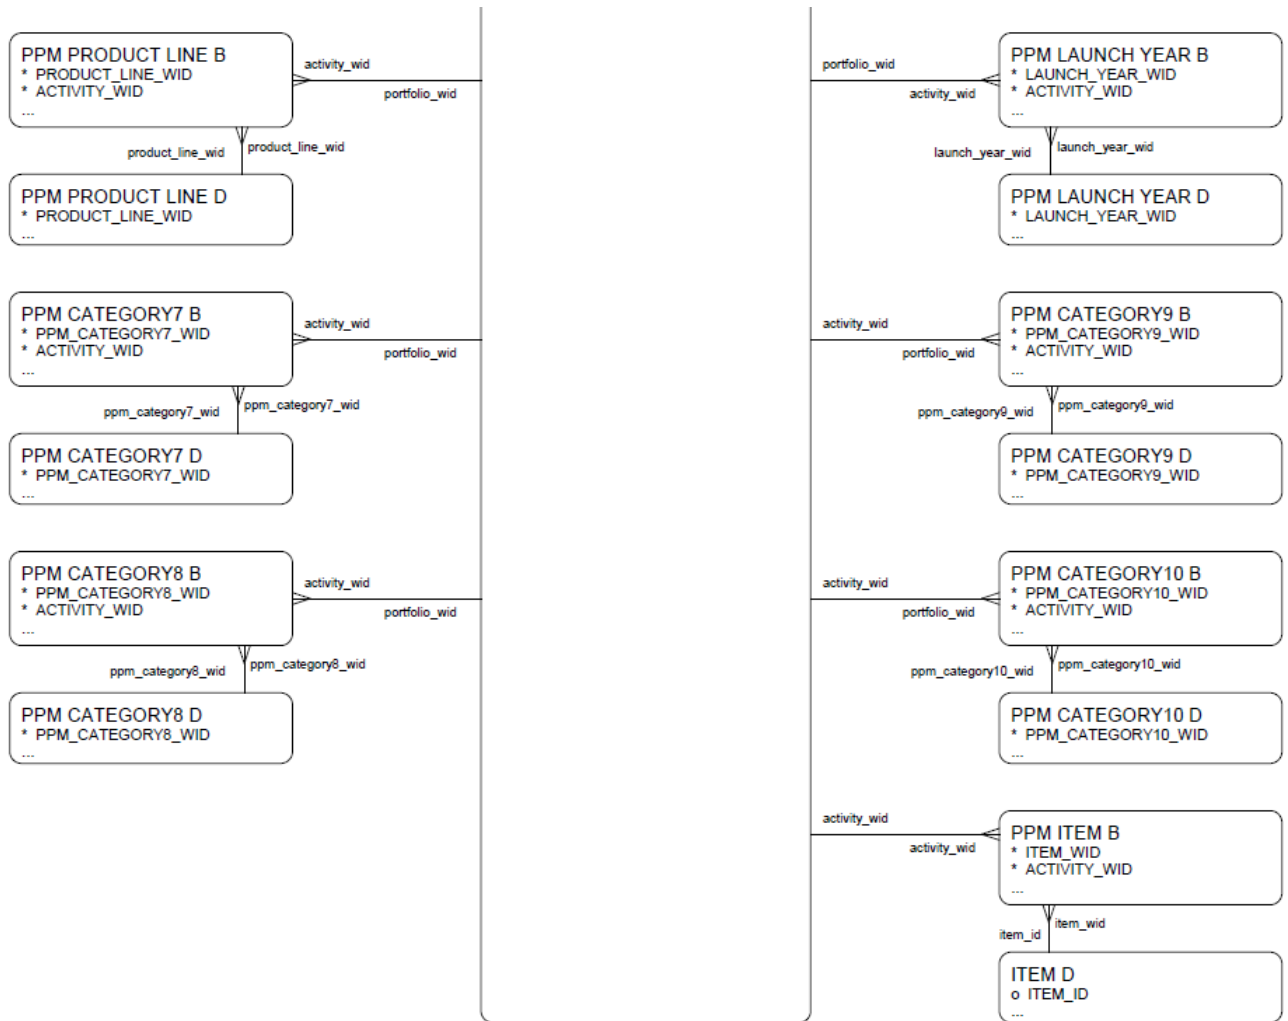 PPM PRODUCT LINE B
* PRODUCT_LINE_WID
* ACTIVITY_WID
...
activity_wid
portfolio_wid
product_line_wid
product_line_wid
PPM PRODUCT LINE D
* PRODUCT_LINE_WID
...
PPM CATEGORY7 B
* PPM_CATEGORY7_WID
* ACTIVITY_WID
...
activity_wid
portfolio_wid
ppm_category7_wid
ppm_category7_wid
PPM CATEGORY7 D
* PPM_CATEGORY7_WID
...
PPM CATEGORY8 B
* PPM_CATEGORY8_WID
* ACTIVITY_WID
...
activity_wid
portfolio_wid
ppm_category8_wid
ppm_category8_wid
PPM CATEGORY8 D
* PPM_CATEGORY8_WID
...
portfolio_wid
activity_wid
PPM LAUNCH YEAR B
* LAUNCH_YEAR_WID
* ACTIVITY_WID
...
launch_year_wid
launch_year_wid
PPM LAUNCH YEAR D
* LAUNCH_YEAR_WID
...
activity_wid
portfolio_wid
PPM CATEGORY9 B
* PPM_CATEGORY9_WID
* ACTIVITY_WID
...
ppm_category9_wid
ppm_category9_wid
PPM CATEGORY9 D
* PPM_CATEGORY9_WID
...
activity_wid
portfolio_wid
PPM CATEGORY10 B
* PPM_CATEGORY10_WID
* ACTIVITY_WID
...
ppm_category10_wid
ppm_category10_wid
PPM CATEGORY10 D
* PPM_CATEGORY10_WID
...
activity_wid
activity_wid
PPM ITEM B
* ITEM_WID
* ACTIVITY_WID
...
item_wid
item_id
ITEM D
o ITEM_ID
...